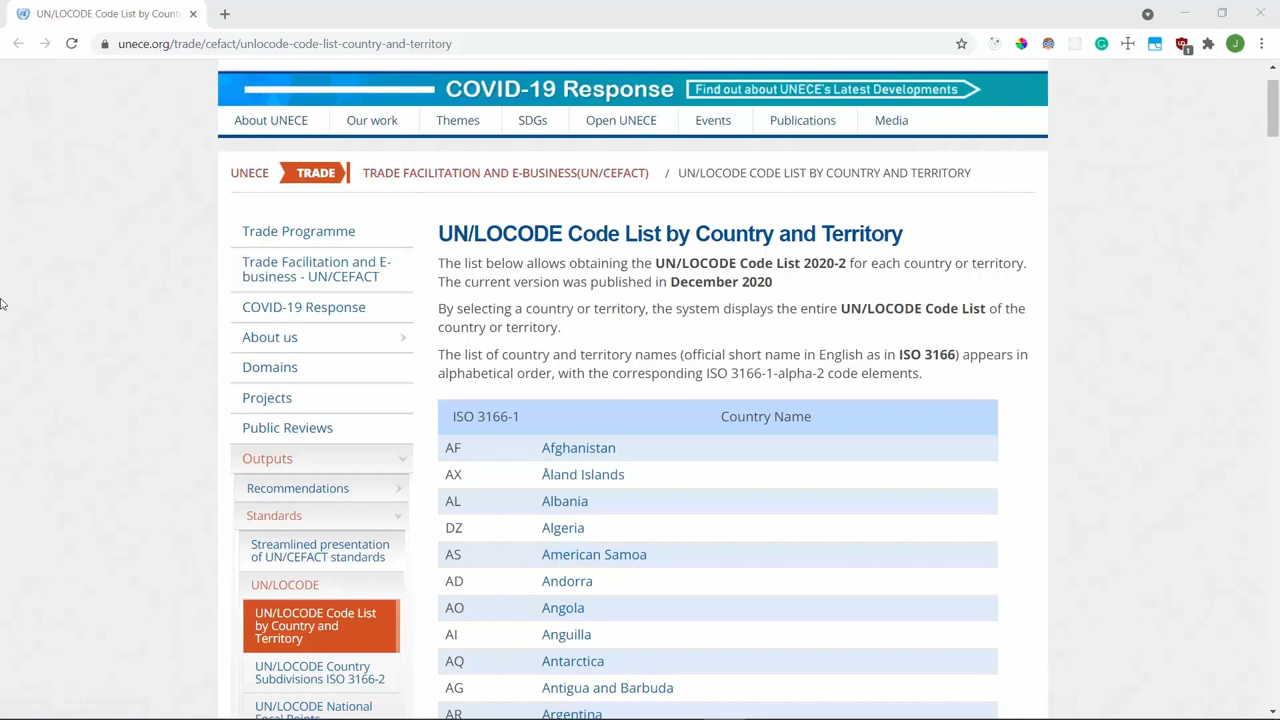 UN/LOCODE Code List by Count
unece.org/trade/cefact/unlocode-code-list-country-and-territory
1
J
COVID-19 Response
Find out about UNECE's Latest Developments
About UNECE
Our work
Themes
SDGs
Open UNECE
Events
Publications
Media
UNECE
TRADE
TRADE FACILITATION AND E-BUSINESS(UN/CEFACT)
/ UN/LOCODE CODE LIST BY COUNTRY AND TERRITORY
Trade Programme
Trade Facilitation and E-
business - UN/CEFACT
COVID-19 Response
About us
Domains
Projects
Public Reviews
Outputs
Recommendations
Standards
Streamlined presentation
of UN/CEFACT standards
UN/LOCODE
UN/LOCODE Code List
by Country and
Territory
UN/LOCODE Country
Subdivisions ISO 3166-2
UN/LOCODE National
Focal Points
UN/LOCODE Code List by Country and Territory
The list below allows obtaining the UN/LOCODE Code List 2020-2 for each country or territory.
The current version was published in December 2020
By selecting a country or territory, the system displays the entire UN/LOCODE Code List of the
country or territory.
The list of country and territory names (official short name in English as in ISO 3166) appears in
alphabetical order, with the corresponding ISO 3166-1-alpha-2 code elements.
ISO 3166-1 Country Name
AF Afghanistan
AX Åland Islands
AL Albania
DZ Algeria
AS American Samoa
AD Andorra
AO Angola
AI Anguilla
AQ Antarctica
AG Antigua and Barbuda
AR Argentina